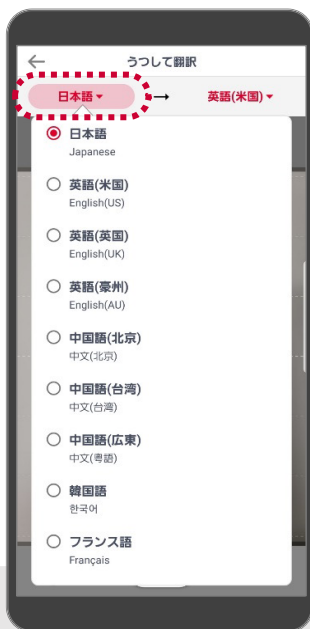 うつして翻訳
日本語
→
英語(米国)
日本語
Japanese
英語(米国)
English(US)
英語(英国)
English(UK)
英語(豪州)
English(AU)
中国語(北京)
中文(北京)
中国語(台湾)
中文(台湾)
中国語(広東)
中文(粤語)
韓国語
한국어
フランス語
Français